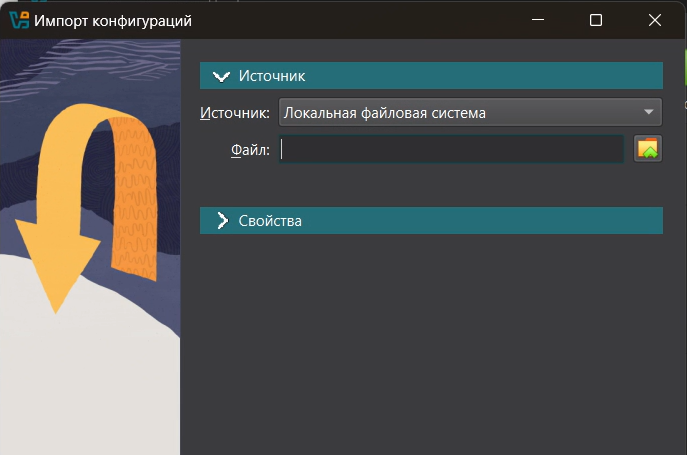 Импорт конфигураций
Источник
Источник: Локальная файловая система
Файл:
Свойства